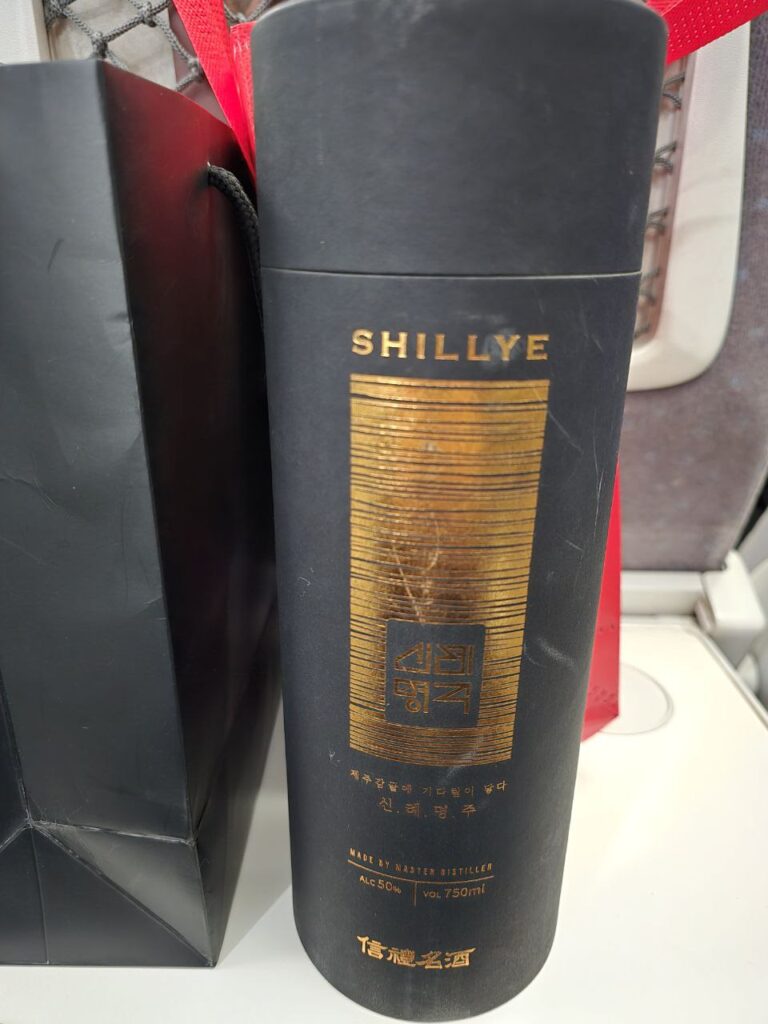 SHILLYE
신례
명주
제주감귤에 기다림이 닿다
신.례.명.주
MADE BY MASTER DISTILLER
ALC 50% VOL 750ml
信禮名酒